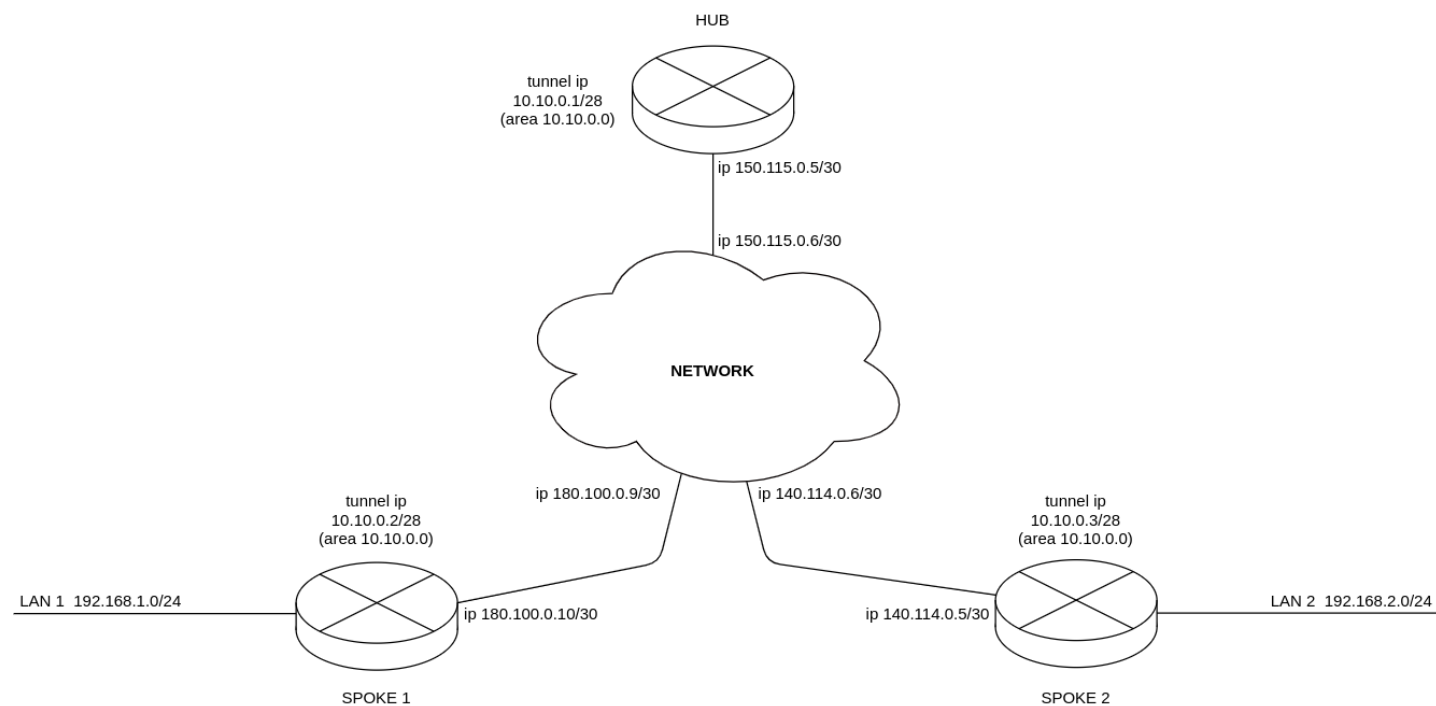 HUB
tunnel ip
10.10.0.1/28
(area 10.10.0.0)
ip 150.115.0.5/30
ip 150.115.0.6/30
NETWORK
ip 180.100.0.9/30
ip 140.114.0.6/30
tunnel ip
10.10.0.2/28
(area 10.10.0.0)
tunnel ip
10.10.0.3/28
(area 10.10.0.0)
LAN 1 192.168.1.0/24
ip 180.100.0.10/30
ip 140.114.0.5/30
LAN 2 192.168.2.0/24
SPOKE 1
SPOKE 2